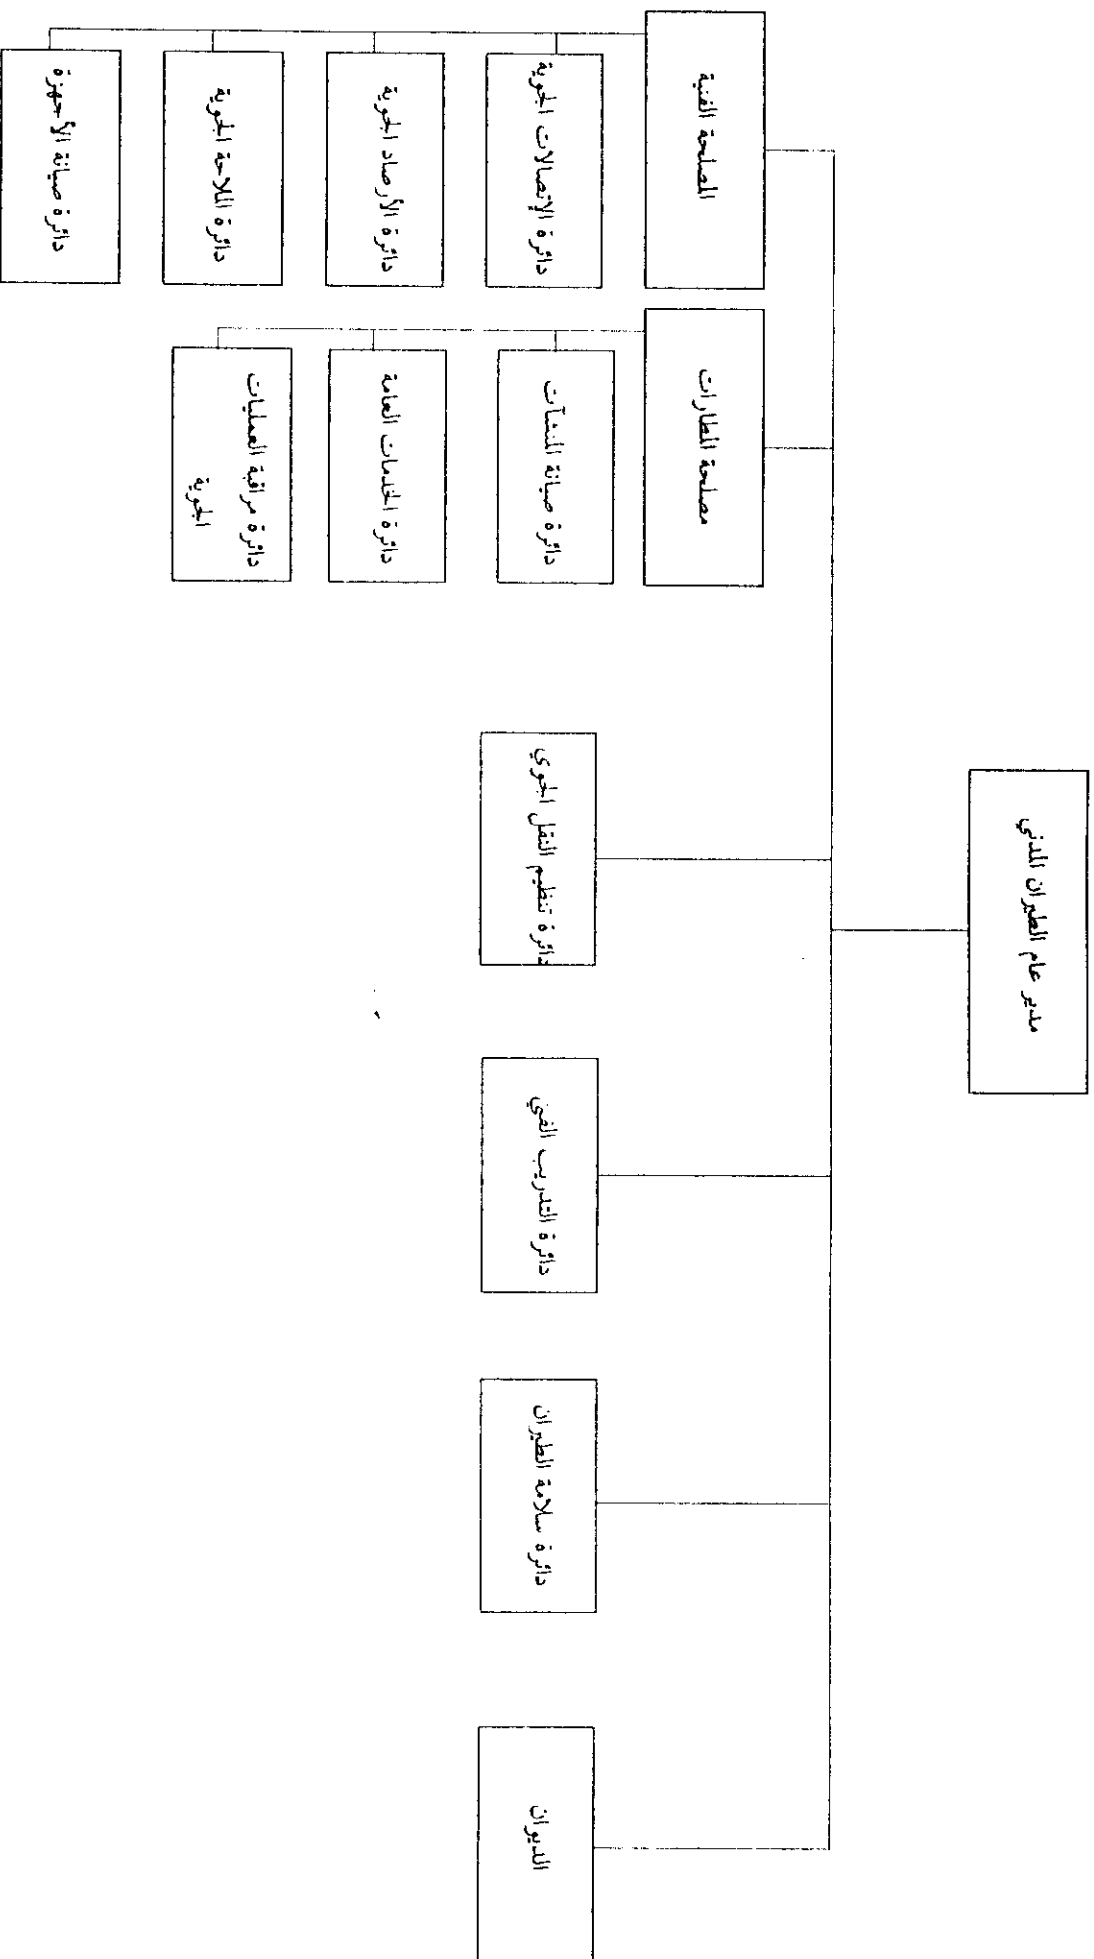 مدير عام الطيران المدني
الديوان
دائرة سلامة الطيران
دائرة التدريب الفني
دائرة تنظيم النقل الجوي
مصلحة المطارات
دائرة صيانة المنشآت
دائرة الخدمات العامة
دائرة مراقبة العمليات
الجوية
المصلحة الفنية
دائرة الإتصالات الجوية
دائرة الأرصاد الجوية
دائرة الملاحة الجوية
دائرة صيانة الأجهزة